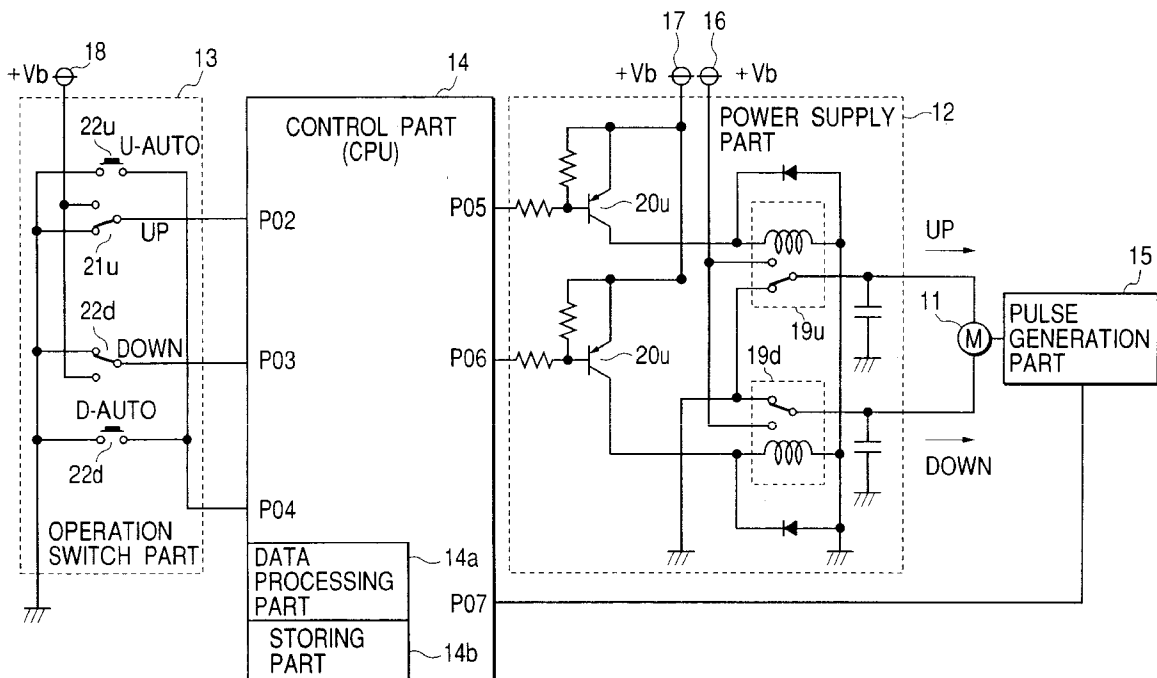 17
16
18
+Vb
13
14
+Vb
+Vb
22u
U-AUTO
CONTROL PART
(CPU)
POWER SUPPLY
PART
12
P05
20u
P02
UP
21u
UP
15
22d
DOWN
P03
P06
20u
19u
19d
11
M
PULSE
GENERATION
PART
D-AUTO
22d
DOWN
P04
OPERATION
SWITCH PART
DATA
PROCESSING
PART
14a
P07
STORING
PART
14b